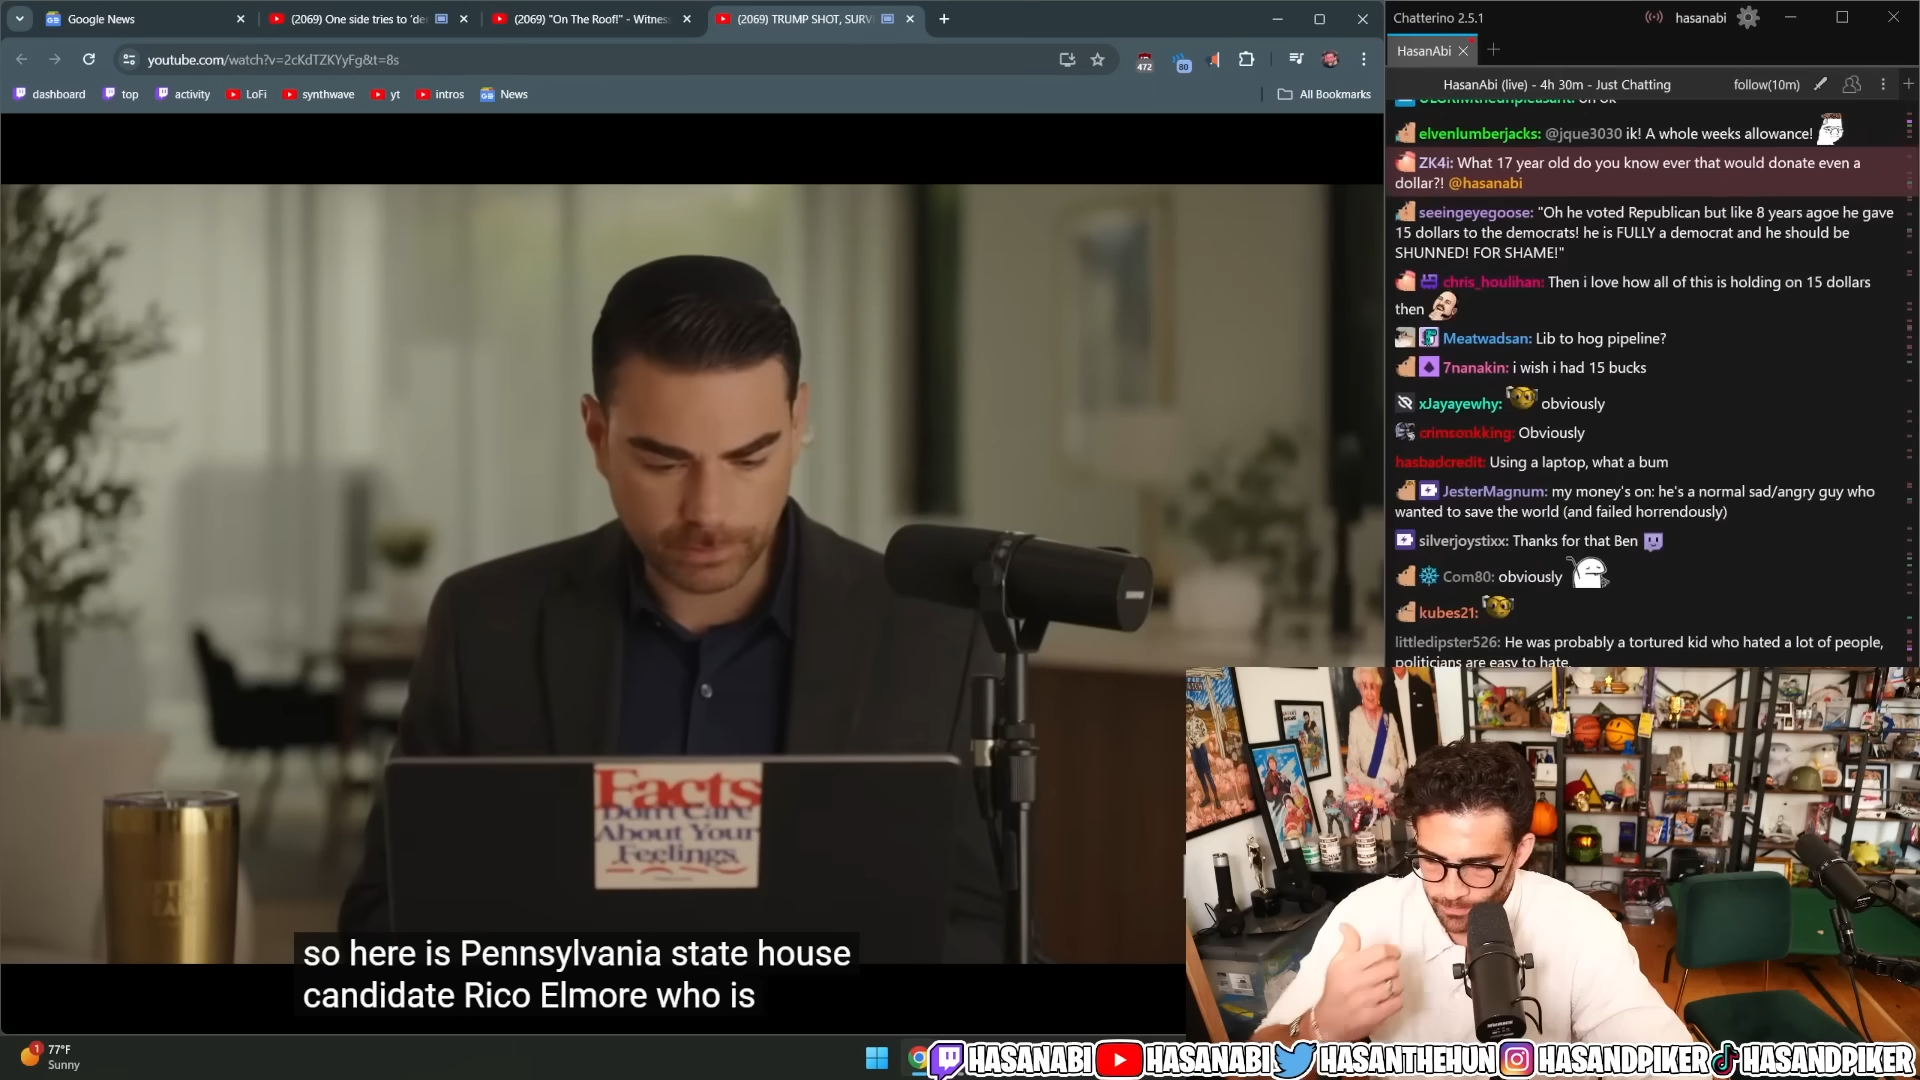 Google News
(2069) One side tries to 'de
(2069) "On The Roof!" - Witnes
(2069) TRUMP SHOT, SURV
youtube.com/watch?v=2cKdTZKYyFg&t=8s
472
80
dashboard
top
activity
LoFi
synthwave
yt
intros
News
All Bookmarks
Facts
Don't Care
About Your
Feelings
so here is Pennsylvania state house
candidate Rico Elmore who is
1
77°F
Sunny
Chatterino 2.5.1
hasanabi
HasanAbi
HasanAbi (live) - 4h 30m - Just Chatting
follow(10m)
elvenlumberjacks: @jque3030 ik! A whole weeks allowance!
ZK4i: What 17 year old do you know ever that would donate even a
dollar?! @hasanabi
seeingeyegoose: "Oh he voted Republican but like 8 years agoe he gave
15 dollars to the democrats! he is FULLY a democrat and he should be
SHUNNED! FOR SHAME!"
chris_houlihan: Then i love how all of this is holding on 15 dollars
then
Meatwadsan: Lib to hog pipeline?
7nanakin: i wish i had 15 bucks
xJayayewhy: obviously
crimsonkking: Obviously
hasbadcredit: Using a laptop, what a bum
JesterMagnum: my money's on: he's a normal sad/angry guy who
wanted to save the world (and failed horrendously)
silverjoystixx: Thanks for that Ben
Com80: obviously
kubes21:
littledipster526: He was probably a tortured kid who hated a lot of people,
politicians are easy to hate.
HASANABI
HASANABI
HASANTHEHUN
HASANDPIKER
HASANDPIKER